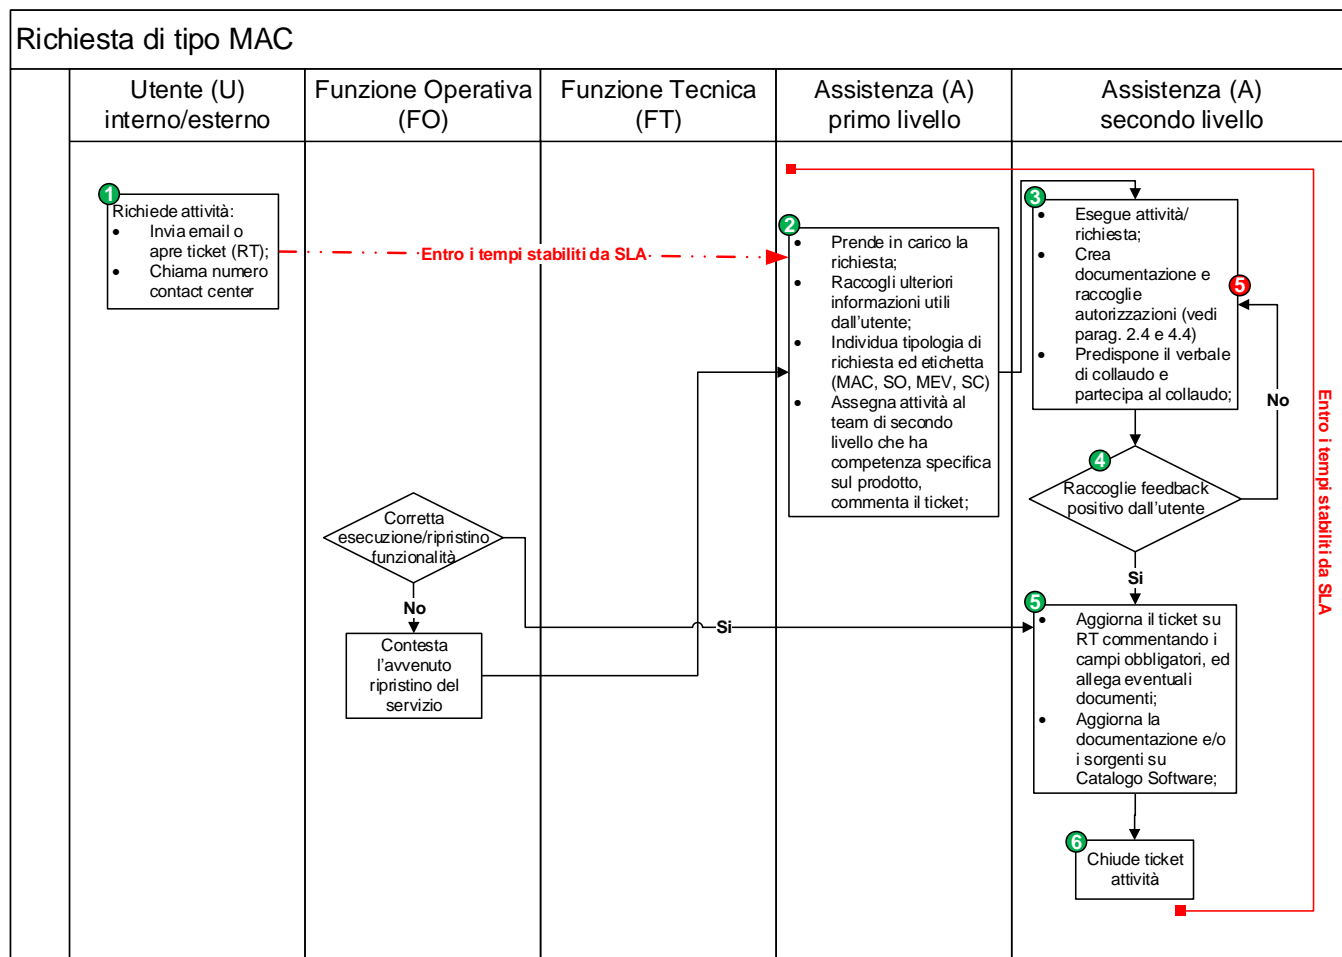 Richiesta di tipo MAC
Utente (U)
interno/esterno
Funzione Operativa
(FO)
Funzione Tecnica
(FT)
Assistenza (A)
primo livello
Assistenza (A)
secondo livello
1
Richiede attività:
• Invia email o
apre ticket (RT);
• Chiama numero
contact center
Entro i tempi stabiliti da SLA
2
• Prende in carico la
richiesta;
• Raccogli ulteriori
informazioni utili
dall'utente;
• Individua tipologia di
richiesta ed etichetta
(MAC, SO, MEV, SC)
• Assegna attività al
team di secondo
livello che ha
competenza specifica
sul prodotto,
commenta il ticket;
3
• Esegue attività/
richiesta;
• Crea
documentazione e
raccoglie
autorizzazioni (vedi
parag. 2.4 e 4.4)
• Predispone il verbale
di collaudo e
partecipa al collaudo;
5
No
Entro i tempi stabiliti da SLA
4
Raccoglie feedback
positivo dall'utente
Si
Corretta
esecuzione/ripristino
funzionalità
No
Si
Contesta
l'avvenuto
ripristino del
servizio
5
• Aggiorna il ticket su
RT commentando i
campi obbligatori, ed
allega eventuali
documenti;
• Aggiorna la
documentazione e/o
i sorgenti su
Catalogo Software;
6
Chiude ticket
attività